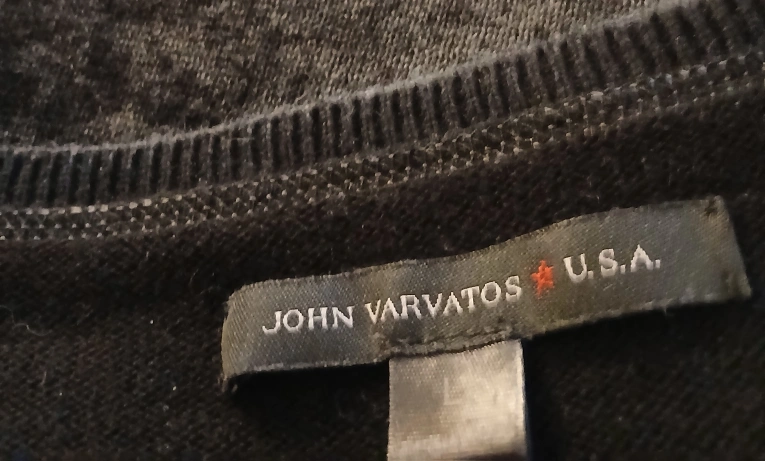 JOHN VARVATOS ★ U.S.A.
L